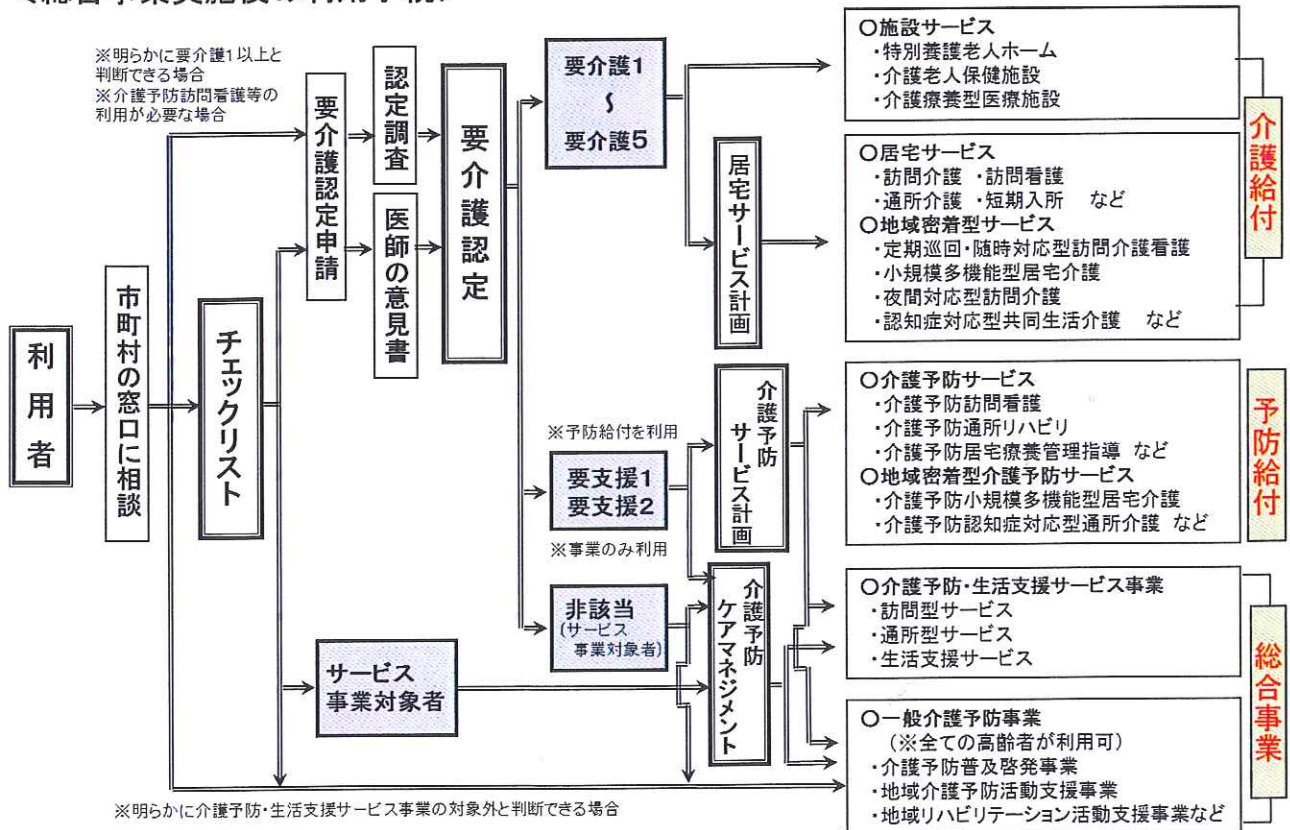 ※明らかに要介護1以上と
判断できる場合
※介護予防訪問看護等の
利用が必要な場合
利用者
市町村の窓口に相談
チェックリスト
要介護認定申請
認定調査
医師の意見書
要介護認定
要介護1
〜
要介護5
居宅サービス計画
※予防給付を利用
要支援1
要支援2
※事業のみ利用
非該当
(サービス
事業対象者)
サービス
事業対象者
介護予防
サービス計画
介護予防
ケアマネジメント
○施設サービス
・特別養護老人ホーム
・介護老人保健施設
・介護療養型医療施設
○居宅サービス
・訪問介護 ・訪問看護
・通所介護 ・短期入所 など
○地域密着型サービス
・定期巡回・随時対応型訪問介護看護
・小規模多機能型居宅介護
・夜間対応型訪問介護
・認知症対応型共同生活介護 など
介護給付
○介護予防サービス
・介護予防訪問看護
・介護予防通所リハビリ
・介護予防居宅療養管理指導 など
○地域密着型介護予防サービス
・介護予防小規模多機能型居宅介護
・介護予防認知症対応型通所介護 など
予防給付
○介護予防・生活支援サービス事業
・訪問型サービス
・通所型サービス
・生活支援サービス
○一般介護予防事業
(※全ての高齢者が利用可)
・介護予防普及啓発事業
・地域介護予防活動支援事業
・地域リハビリテーション活動支援事業など
総合事業
※明らかに介護予防・生活支援サービス事業の対象外と判断できる場合